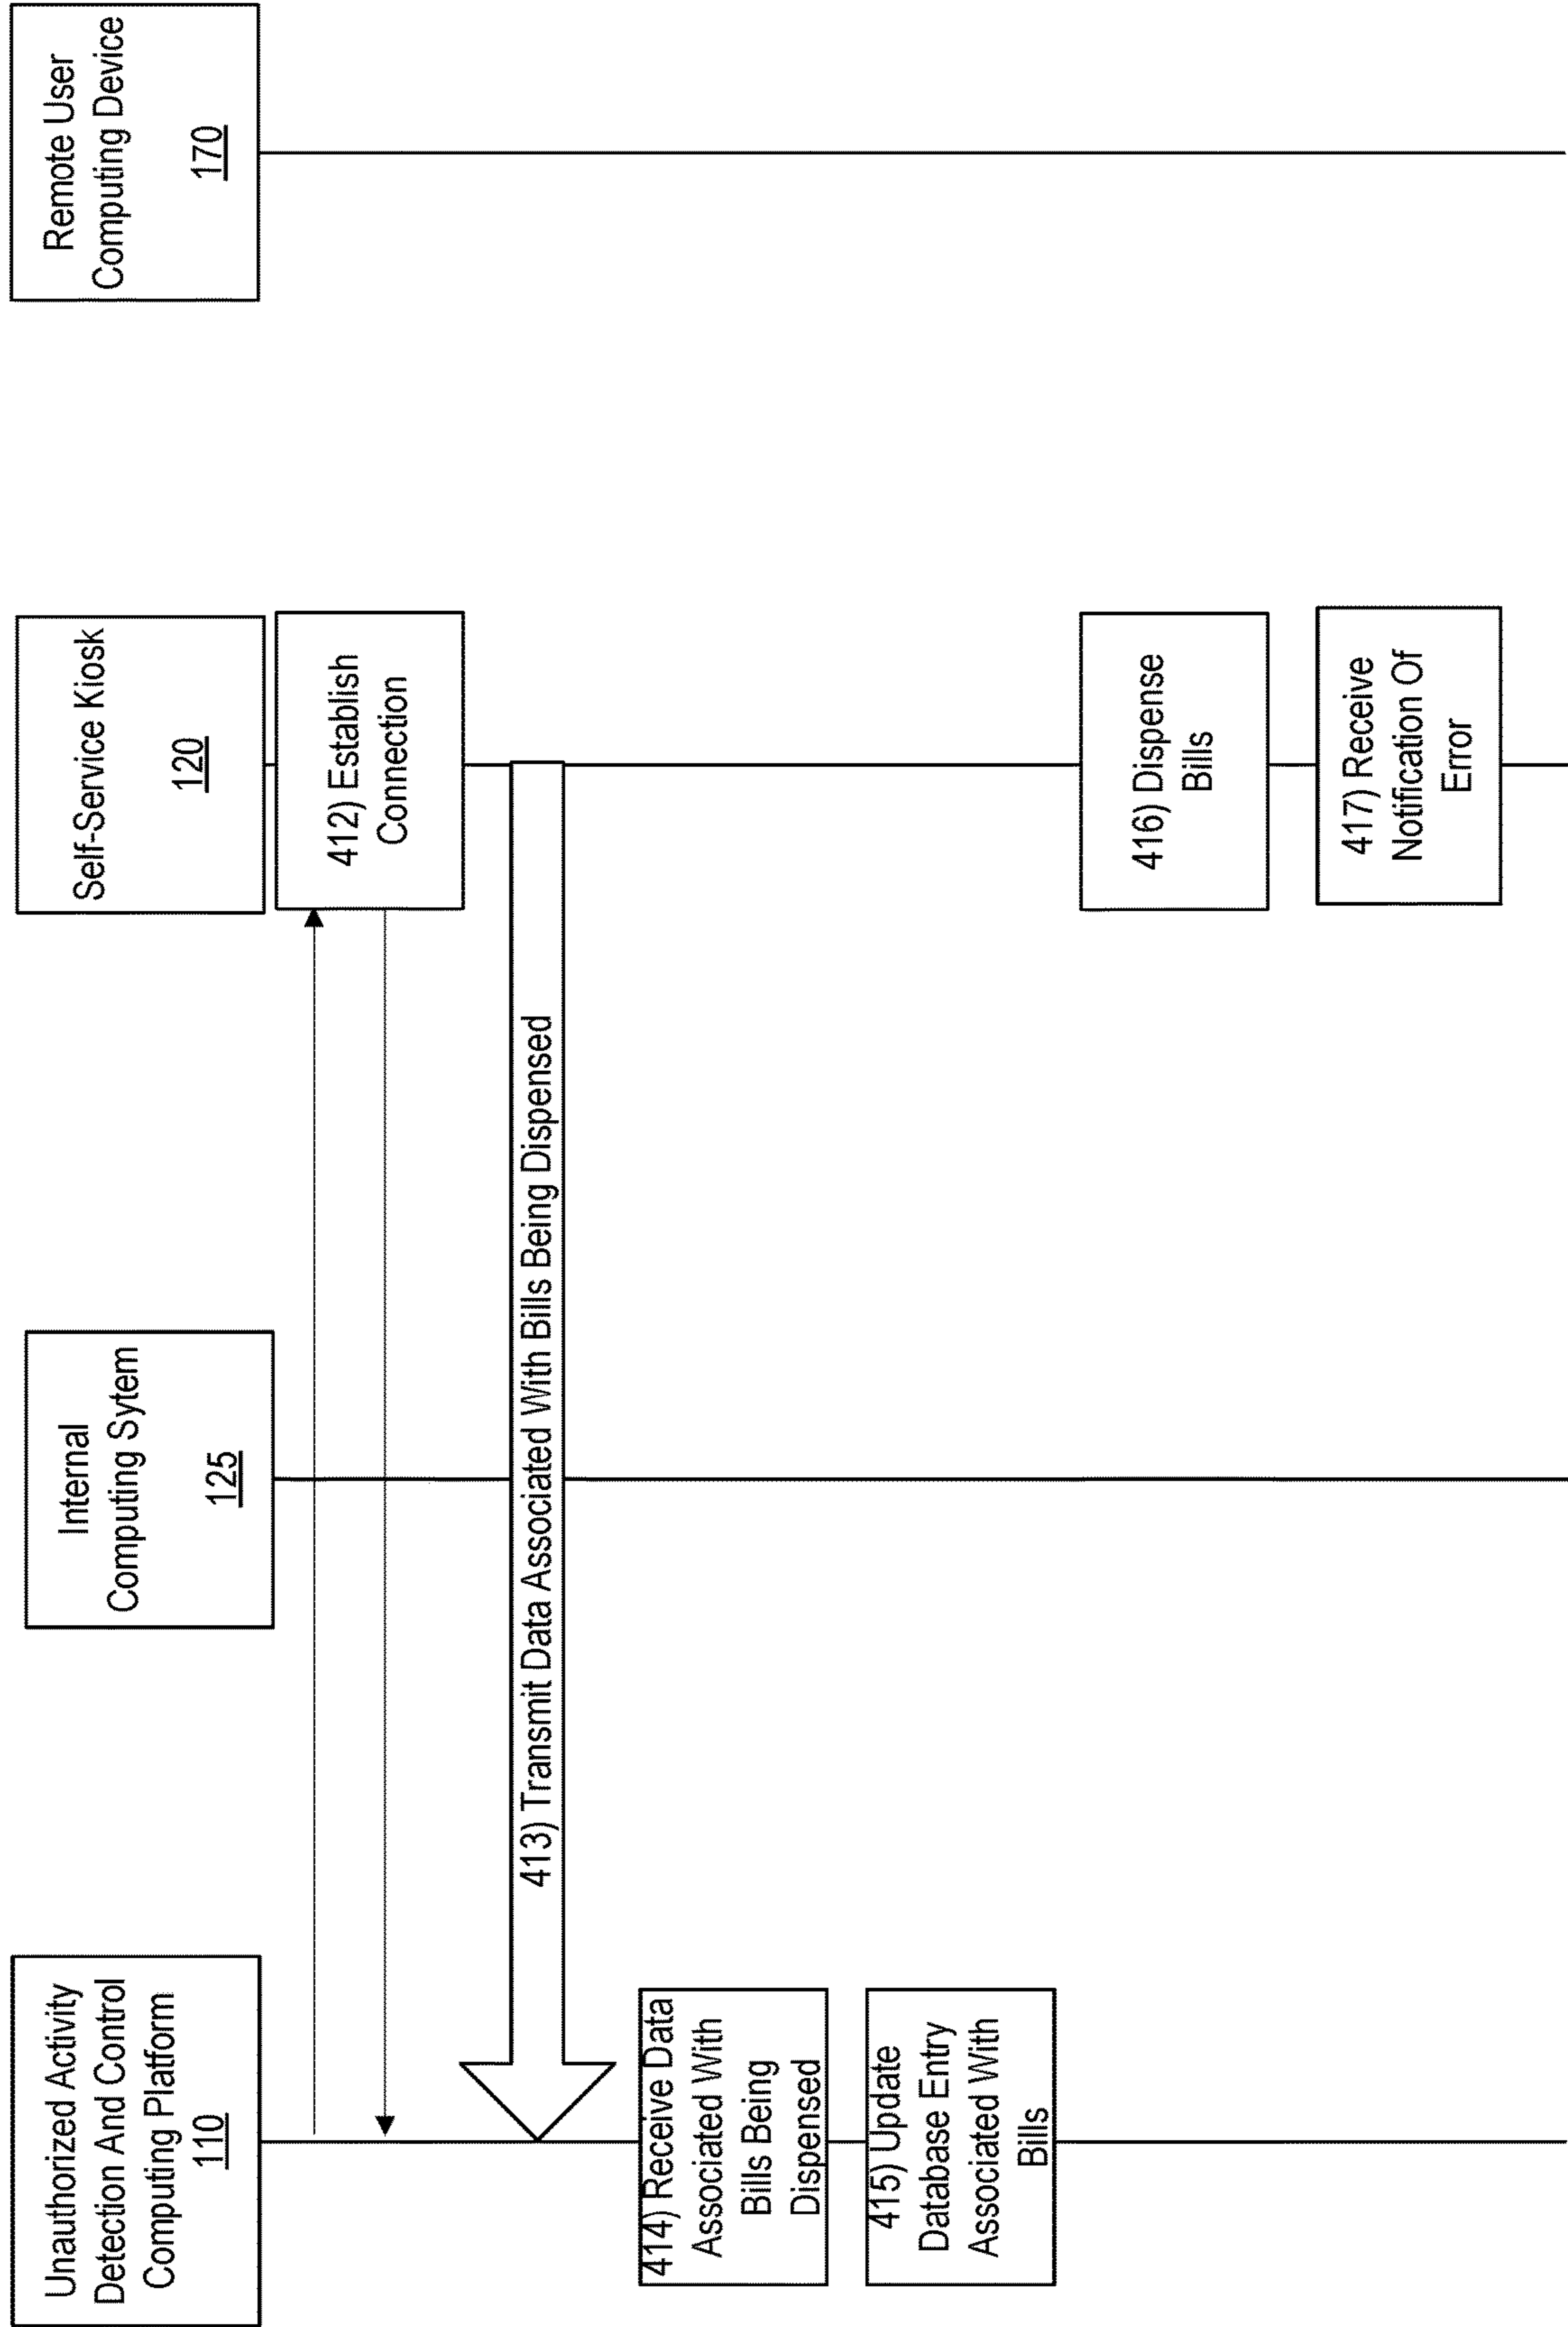 Unauthorized Activity
Detection And Control
Computing Platform
110
Internal
Computing Sytem
125
Self-Service Kiosk
120
Remote User
Computing Device
170
412) Establish
Connection
413) Transmit Data Associated With Bills Being Dispensed
414) Receive Data
Associated With
Bills Being
Dispensed
415) Update
Database Entry
Associated With
Bills
416) Dispense
Bills
417) Receive
Notification Of
Error